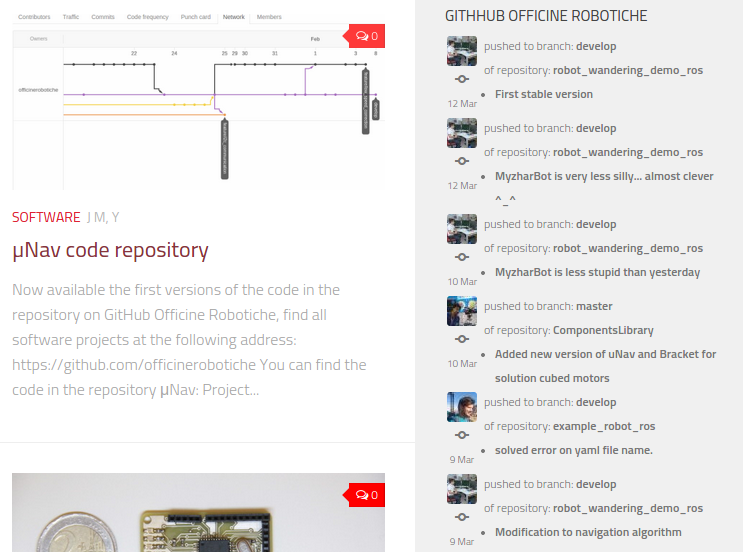 Contributors Traffic Commits Code frequency Punch card Network Members
0
Owners
Feb
22 24 25 29 30 31 1 3 8
officinerobotiche
SOFTWARE J M, Y
µNav code repository
Now available the first versions of the code in the
repository on GitHub Officine Robotiche, find all
software projects at the following address:
https://github.com/officinerobotiche You can find the
code in the repository µNav: Project...
0
GITHHUB OFFICINE ROBOTICHE
pushed to branch: develop
of repository: robot_wandering_demo_ros
12 Mar
First stable version
pushed to branch: develop
of repository: robot_wandering_demo_ros
12 Mar
MyzharBot is very less silly... almost clever
^_^
pushed to branch: develop
of repository: robot_wandering_demo_ros
10 Mar
MyzharBot is less stupid than yesterday
pushed to branch: master
of repository: ComponentsLibrary
10 Mar
Added new version of uNav and Bracket for
solution cubed motors
pushed to branch: develop
of repository: example_robot_ros
9 Mar
solved error on yaml file name.
pushed to branch: develop
of repository: robot_wandering_demo_ros
9 Mar
Modification to navigation algorithm